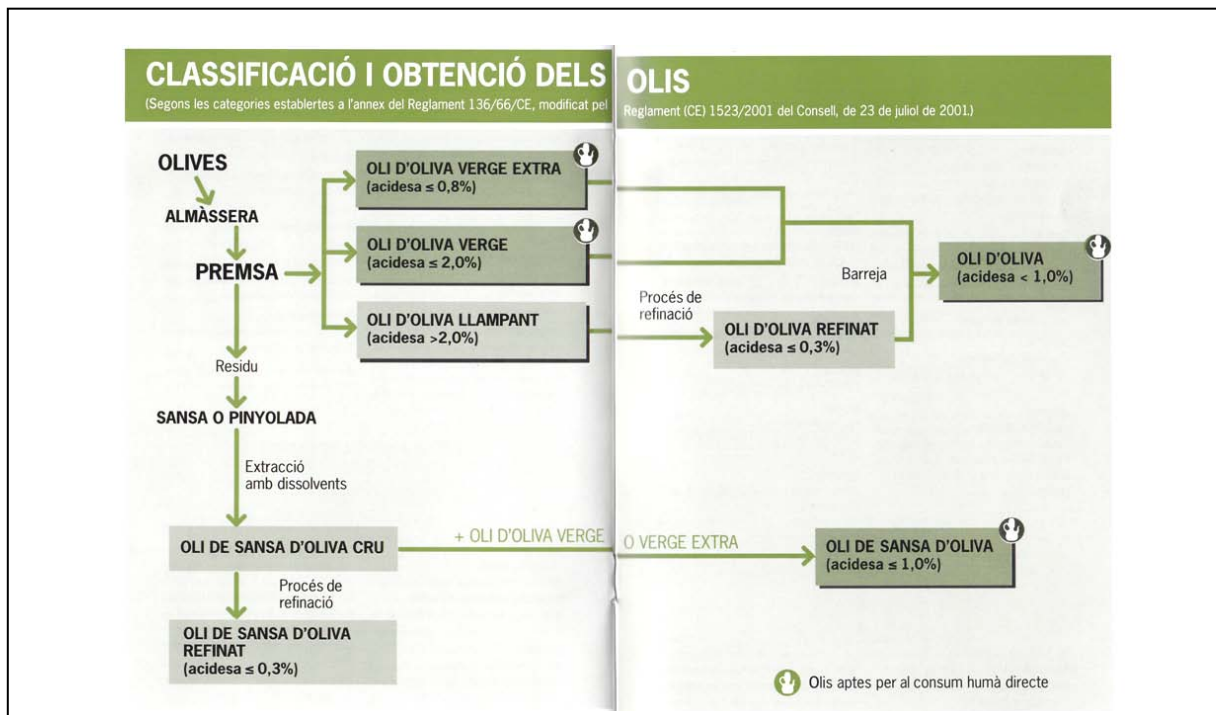 CLASSIFICACIÓ I OBTENCIÓ DELS OLIS
(Segons les categories establertes a l'annex del Reglament 136/66/CE, modificat pel Reglament (CE) 1523/2001 del Consell, de 23 de juliol de 2001.)
OLIVES
ALMÀSSERA
PREMSA
OLI D'OLIVA VERGE EXTRA
(acidesa ≤ 0,8%)
OLI D'OLIVA VERGE
(acidesa ≤ 2,0%)
OLI D'OLIVA LLAMPANT
(acidesa >2,0%)
Procés de
refinació
OLI D'OLIVA REFINAT
(acidesa ≤ 0,3%)
Barreja
OLI D'OLIVA
(acidesa < 1,0%)
Residu
SANSA O PINYOLADA
Extracció
amb dissolvents
OLI DE SANSA D'OLIVA CRU
+ OLI D'OLIVA VERGE O VERGE EXTRA
OLI DE SANSA D'OLIVA
(acidesa ≤ 1,0%)
Procés de
refinació
OLI DE SANSA D'OLIVA
REFINAT
(acidesa ≤ 0,3%)
Olis aptes per al consum humà directe